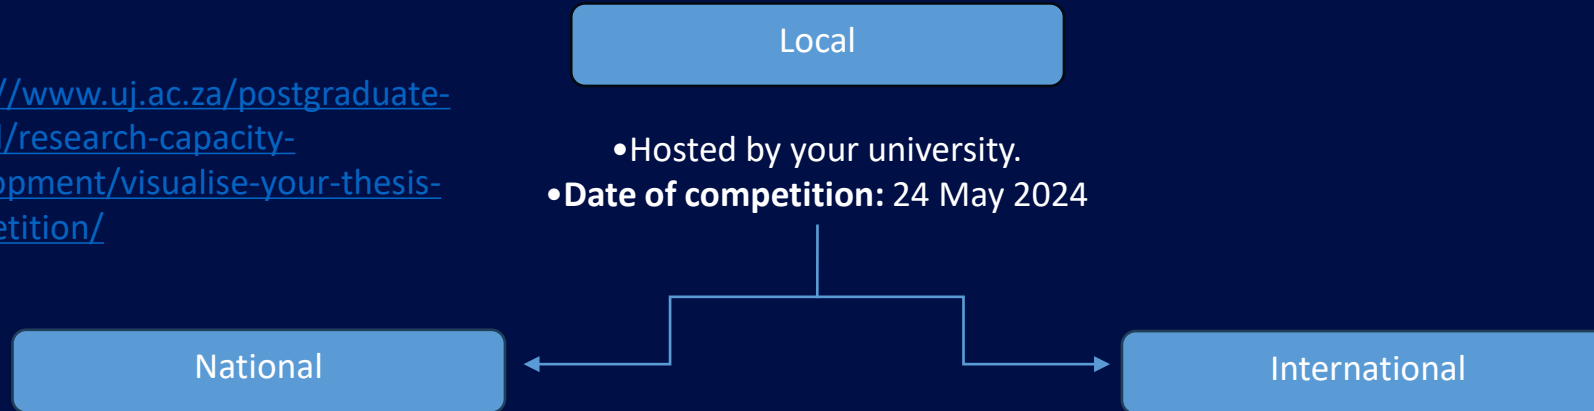 Local
//www.uj.ac.za/postgraduate-
/research-capacity-
opment/visualise-your-thesis-
etition/
•Hosted by your university.
•Date of competition: 24 May 2024
National
International